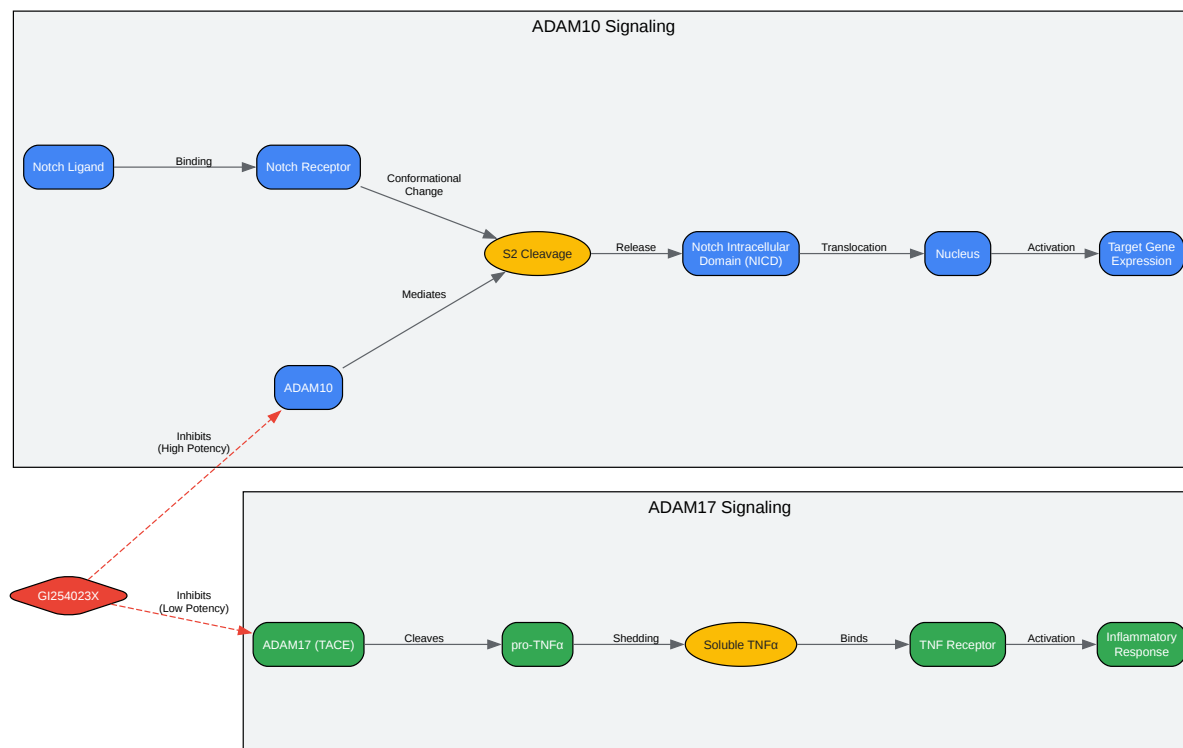 ADAM10 Signaling
Notch Ligand
Binding
Notch Receptor
Conformational
Change
S2 Cleavage
Release
Notch Intracellular
Domain (NICD)
Translocation
Nucleus
Activation
Target Gene
Expression
Mediates
ADAM10
Inhibits
(High Potency)
ADAM17 Signaling
GI254023X
Inhibits
(Low Potency)
ADAM17 (TACE)
Cleaves
pro-TNFα
Shedding
Soluble TNFα
Binds
TNF Receptor
Activation
Inflammatory
Response